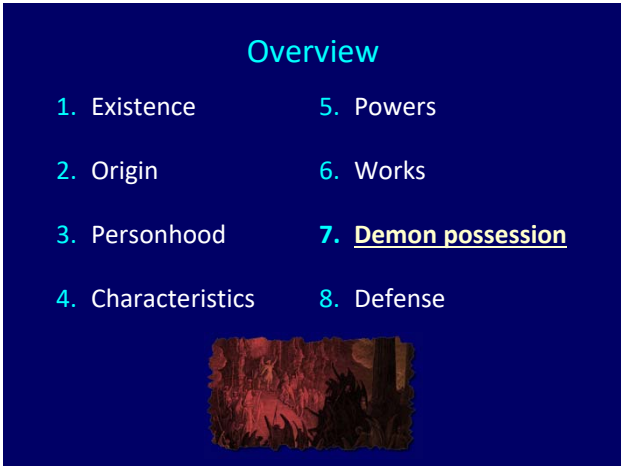 Overview
1. Existence
2. Origin
3. Personhood
4. Characteristics
5. Powers
6. Works
7. Demon possession
8. Defense